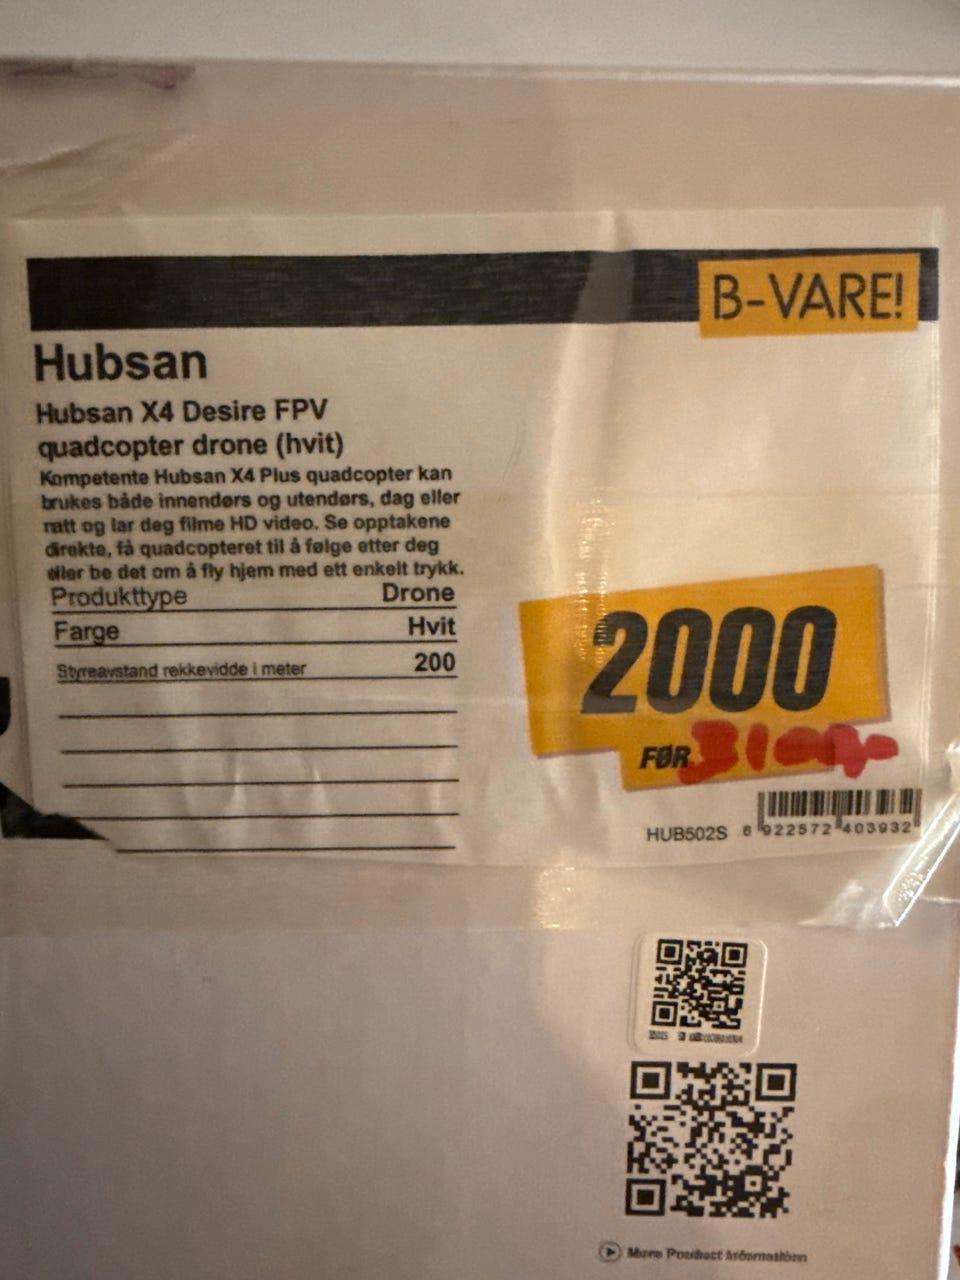 B-VARE!
Hubsan
Hubsan X4 Desire FPV
quadcopter drone (hvit)
Kompetente Hubsan X4 Plus quadcopter kan
brukes både innendørs og utendørs, dag eller
natt og lar deg filme HD video. Se opptakene
direkte, få quadcopteret til å følge etter deg
eller be det om å fly hjem med ett enkelt trykk.
Produkttype Drone
Farge Hvit
Styreavstand rekkevidde i meter 200
2000
FØR
HUB502S 6 922572 403932
More Product Information